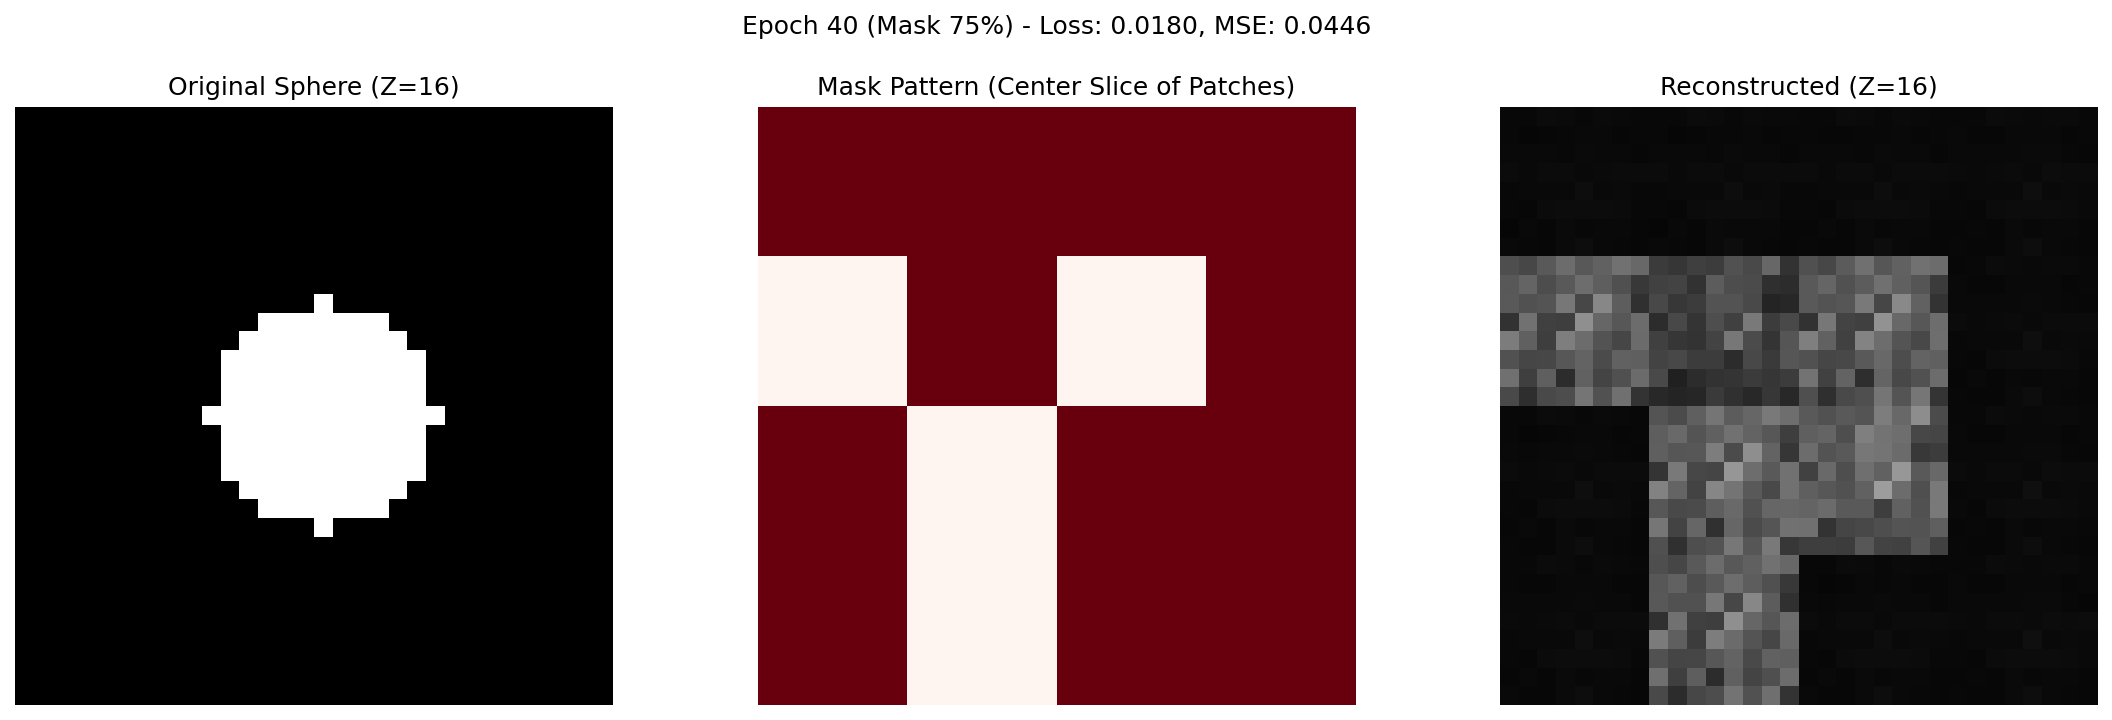 Epoch 40 (Mask 75%) - Loss: 0.0180, MSE: 0.0446
Original Sphere (Z=16)
Mask Pattern (Center Slice of Patches)
Reconstructed (Z=16)